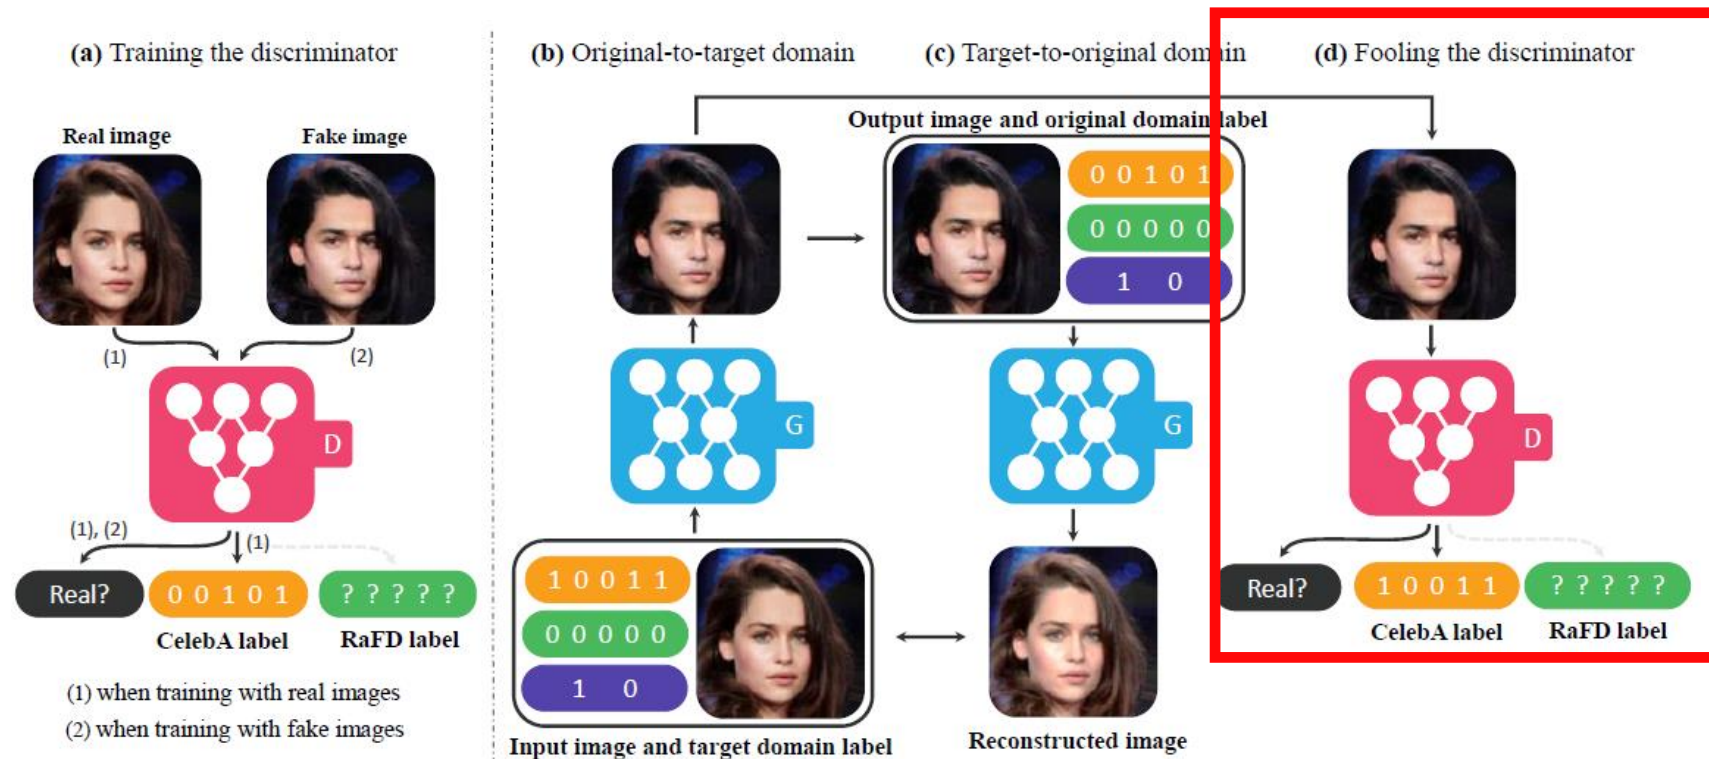 (a) Training the discriminator
(b) Original-to-target domain
(c) Target-to-original domain
(d) Fooling the discriminator
Real image
Fake image
Output image and original domain label
0 0 1 0 1
0 0 0 0 0
1 0
(1)
(2)
D
G
G
D
(1), (2)
(1)
Real?
0 0 1 0 1
? ? ? ? ?
CelebA label
RaFD label
1 0 0 1 1
0 0 0 0 0
1 0
Real?
1 0 0 1 1
? ? ? ? ?
CelebA label
RaFD label
(1) when training with real images
(2) when training with fake images
Input image and target domain label
Reconstructed image